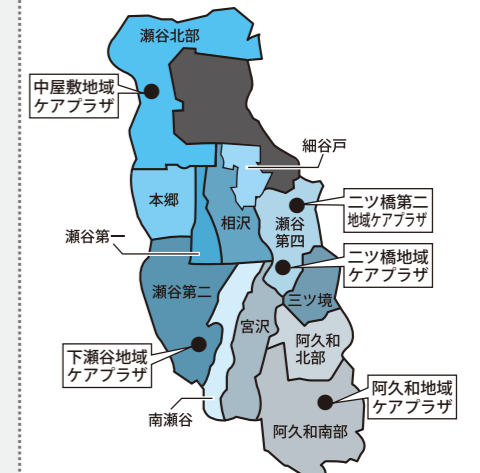 瀬谷北部
中屋敷地域
ケアプラザ
細谷戸
本郷
相沢
二ツ橋第二
地域ケアプラザ
瀬谷
第四
瀬谷第一
二ツ橋地域
ケアプラザ
瀬谷第二
三ツ境
宮沢
阿久和
北部
下瀬谷地域
ケアプラザ
阿久和地域
ケアプラザ
南瀬谷
阿久和南部